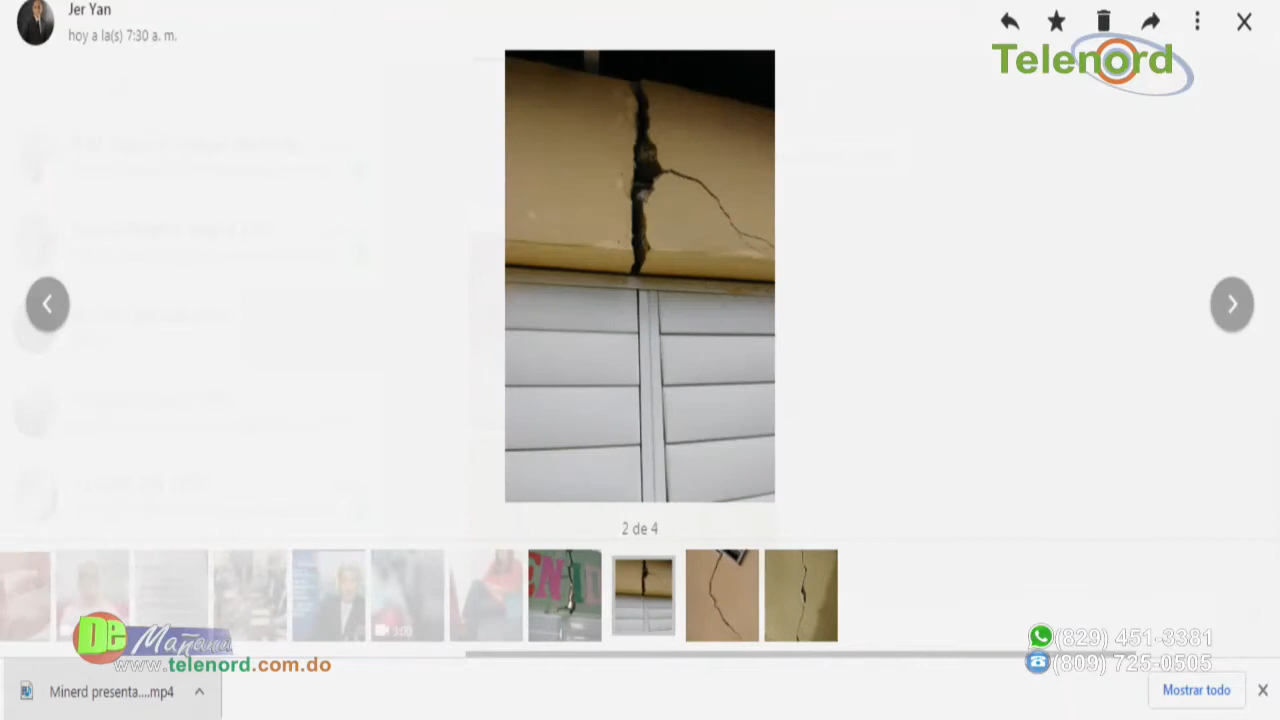 Jer Yan
hoy a la(s) 7:30 a. m.
Telenord
2 de 4
EN
De Mañana
www.telenord.com.do
(829) 451-3381
(809) 725-0505
Minerd presenta....mp4
Mostrar todo